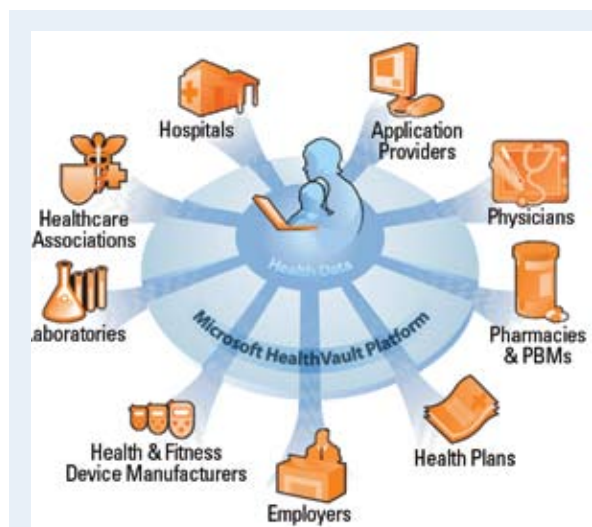 Hospitals
Application
Providers
Healthcare
Associations
Physicians
Health Data
Laboratories
Microsoft HealthVault Platform
Pharmacies
& PBMs
Health & Fitness
Device Manufacturers
Health Plans
Employers